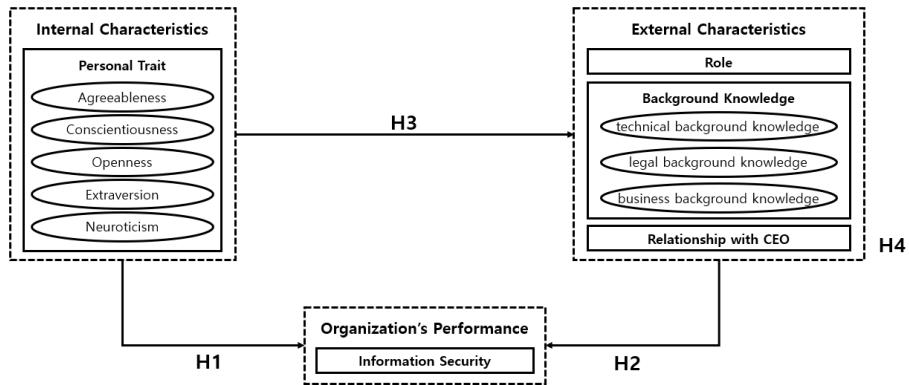 Internal Characteristics
Personal Trait
Agreeableness
Conscientiousness
Openness
Extraversion
Neuroticism
H3
External Characteristics
Role
Background Knowledge
technical background knowledge
legal background knowledge
business background knowledge
Relationship with CEO
H4
Organization's Performance
Information Security
H1
H2